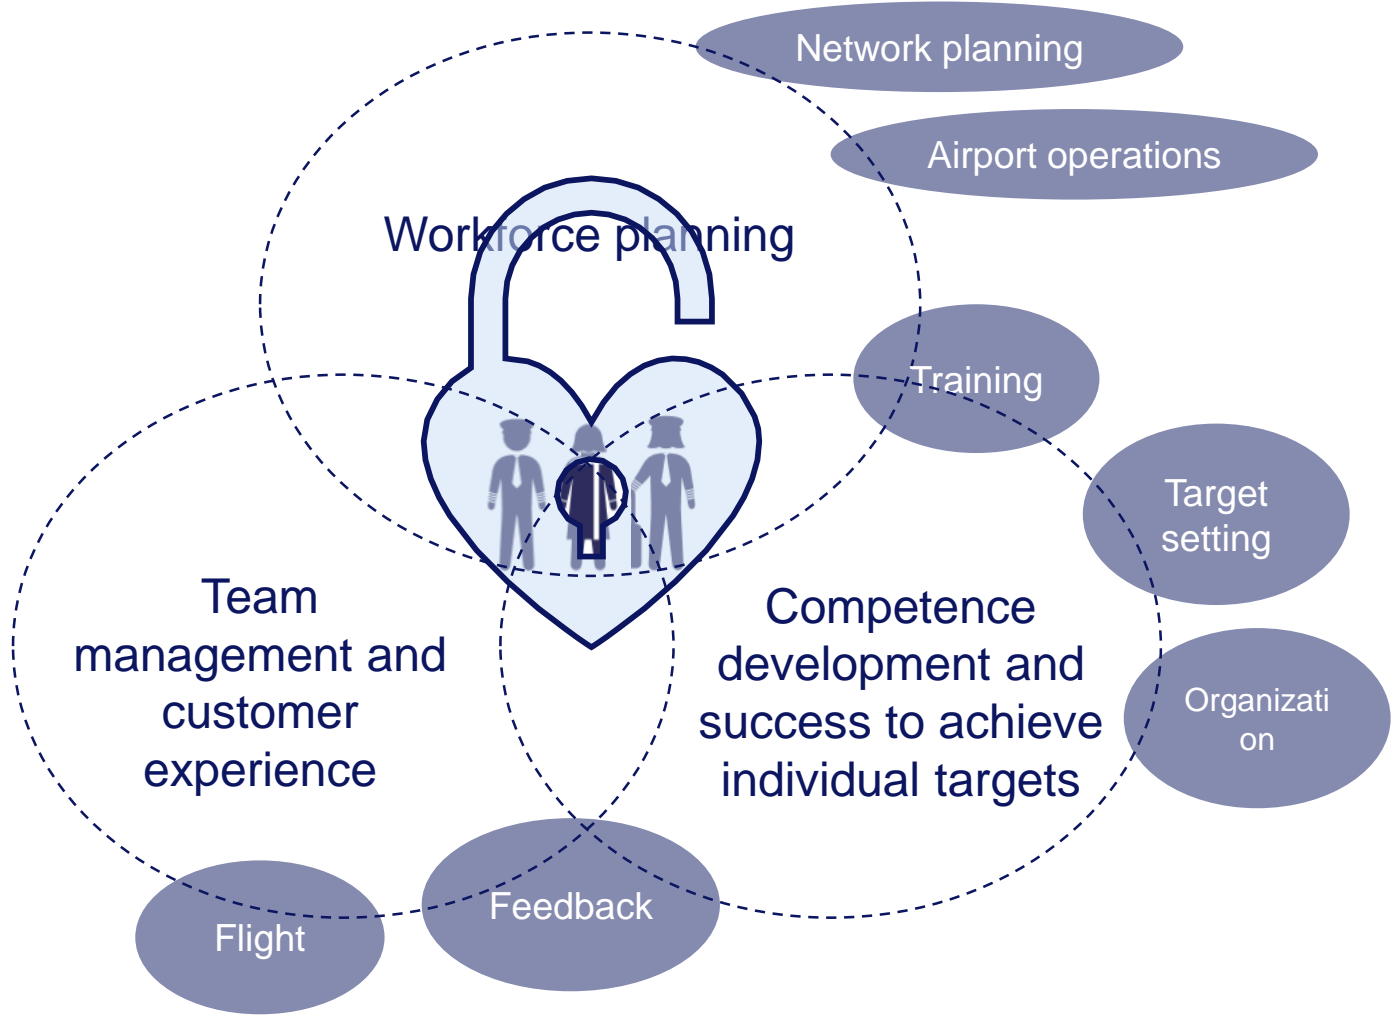 Network planning
Airport operations
Workforce planning
Training
Target
setting
Team
management and
customer
experience
Competence
development and
success to achieve
individual targets
Organizati
on
Feedback
Flight